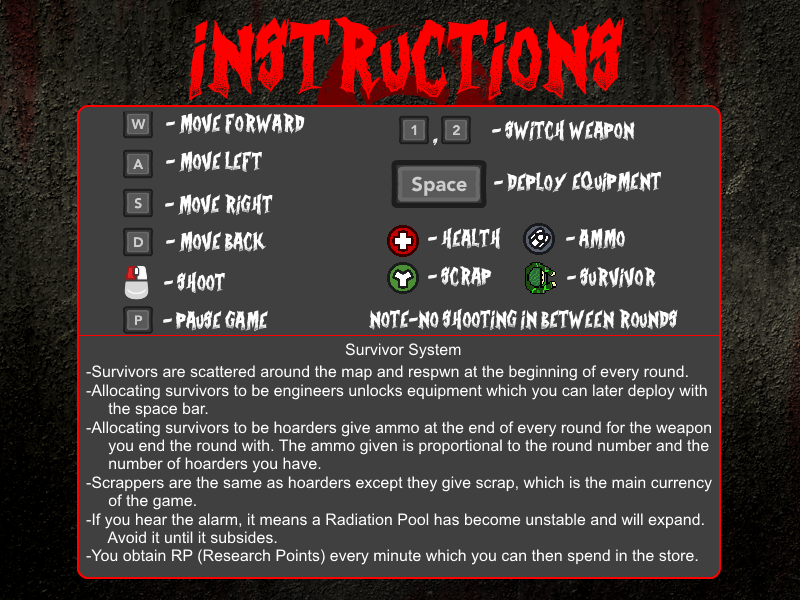 INSTRUCTIONS
W - MOVE FORWARD
A - MOVE LEFT
S - MOVE RIGHT
D - MOVE BACK
- SHOOT
P - PAUSE GAME
1 , 2 - SWITCH WEAPON
Space - DEPLOY EQUIPMENT
- HEALTH - AMMO
- SCRAP - SURVIVOR
NOTE-NO SHOOTING IN BETWEEN ROUNDS
Survivor System
-Survivors are scattered around the map and respwn at the beginning of every round.
-Allocating survivors to be engineers unlocks equipment which you can later deploy with
the space bar.
-Allocating survivors to be hoarders give ammo at the end of every round for the weapon
you end the round with. The ammo given is proportional to the round number and the
number of hoarders you have.
-Scrappers are the same as hoarders except they give scrap, which is the main currency
of the game.
-If you hear the alarm, it means a Radiation Pool has become unstable and will expand.
Avoid it until it subsides.
-You obtain RP (Research Points) every minute which you can then spend in the store.